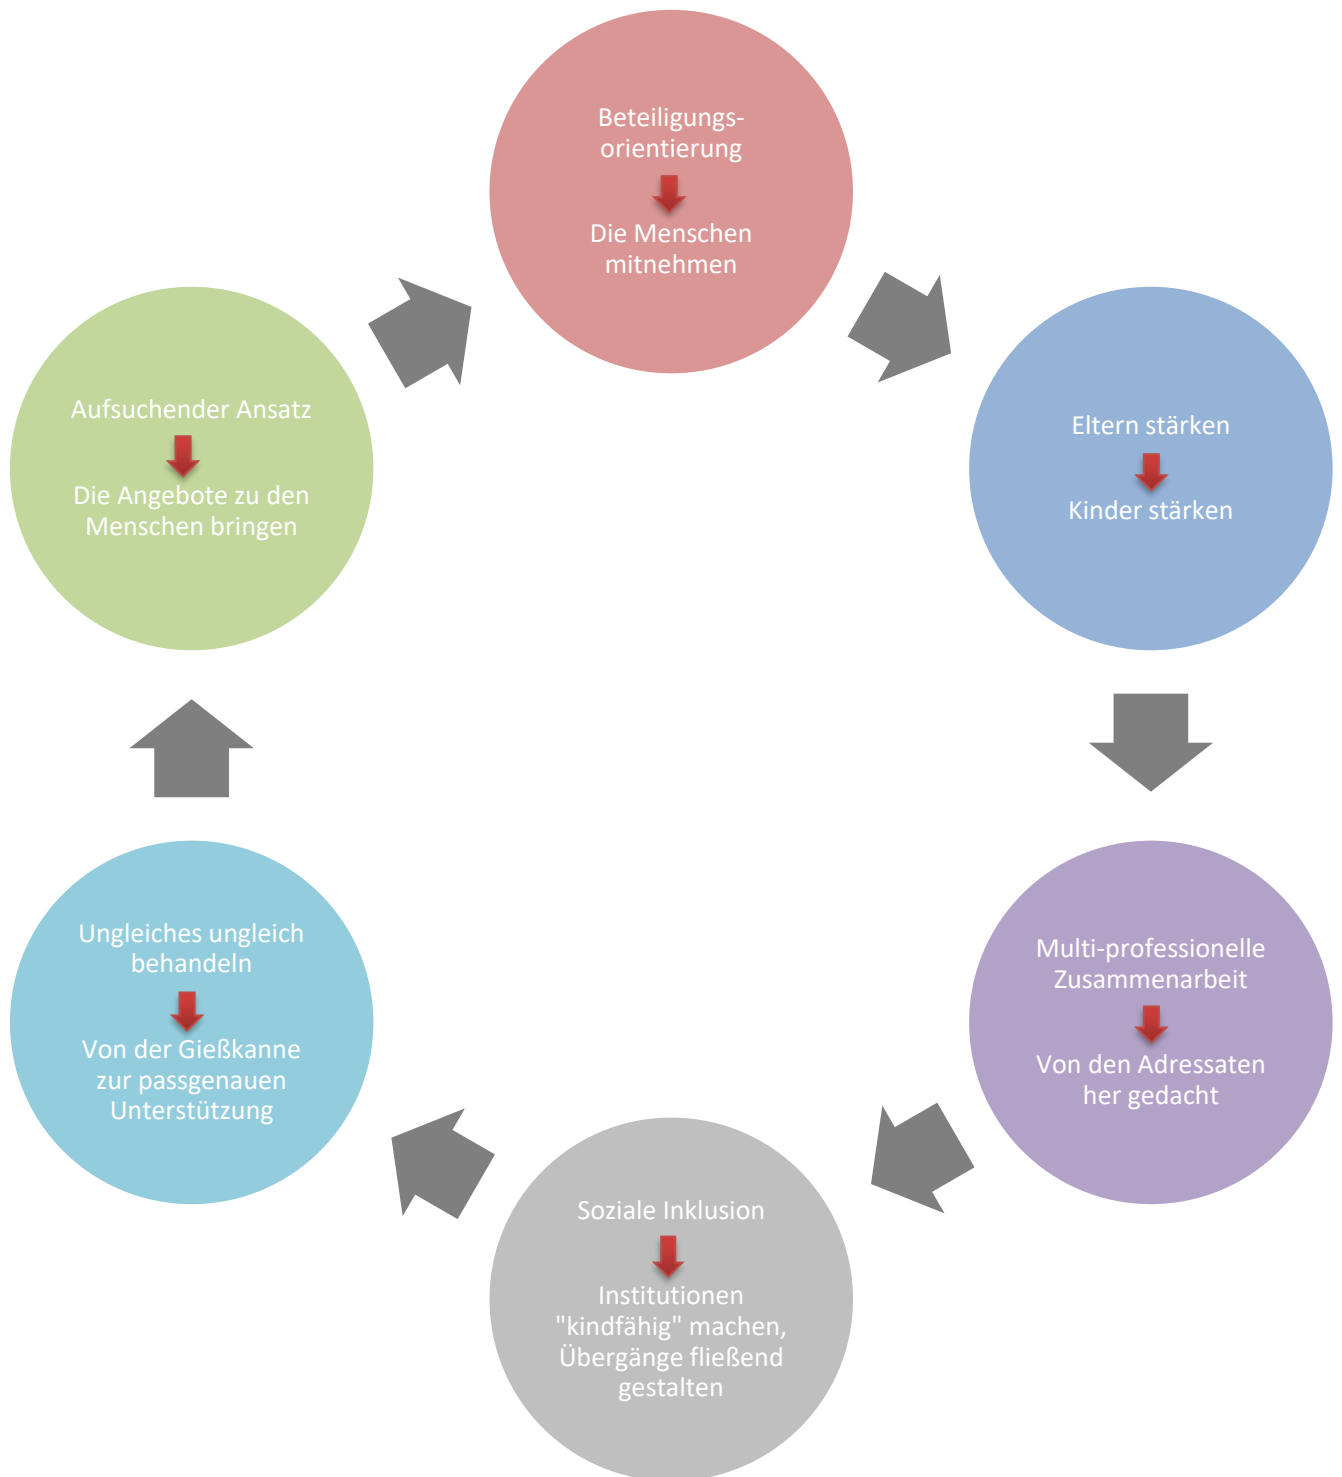 Beteiligungs-
orientierung
Die Menschen
mitnehmen
Eltern stärken
Kinder stärken
Multi-professionelle
Zusammenarbeit
Von den Adressaten
her gedacht
Soziale Inklusion
Institutionen
"kindfähig" machen,
Übergänge fließend
gestalten
Ungleiches ungleich
behandeln
Von der Gießkanne
zur passgenauen
Unterstützung
Aufsuchender Ansatz
Die Angebote zu den
Menschen bringen